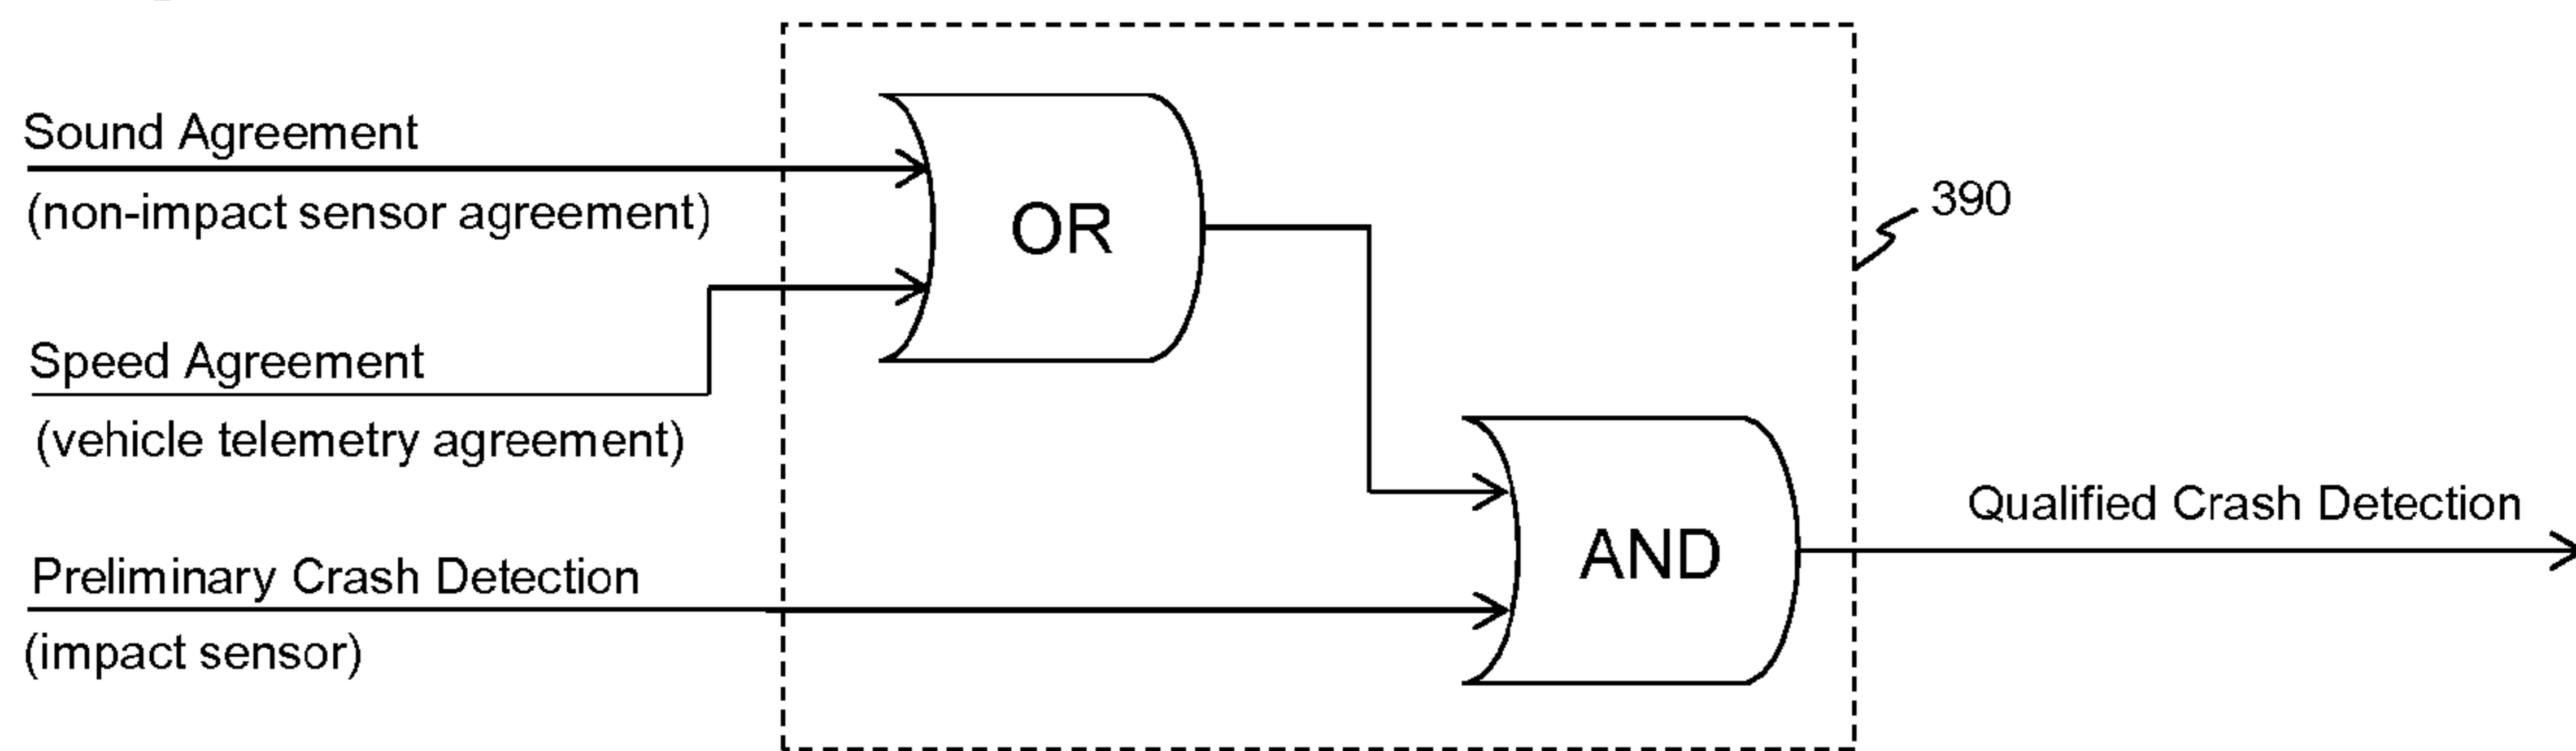 Sound Agreement
(non-impact sensor agreement)
OR
390
Speed Agreement
(vehicle telemetry agreement)
Qualified Crash Detection
AND
Preliminary Crash Detection
(impact sensor)